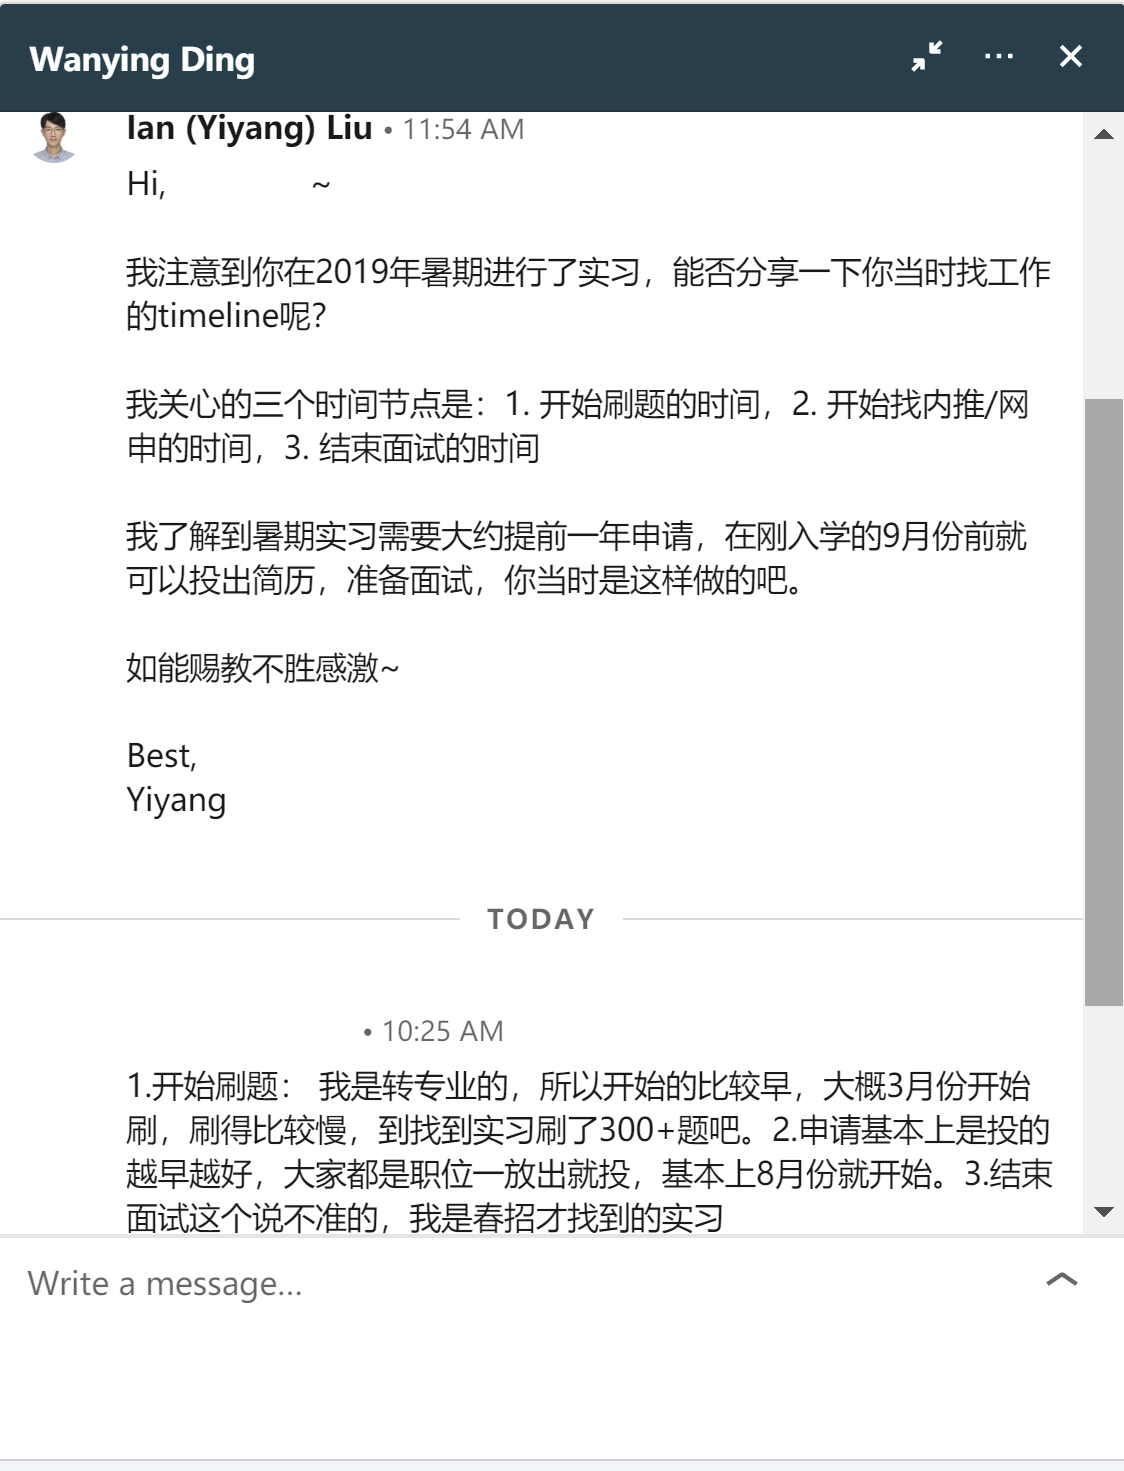 Wanying Ding
Ian (Yiyang) Liu • 11:54 AM
Hi, ~
我注意到你在2019年暑期进行了实习，能否分享一下你当时找工作
的timeline呢？
我关心的三个时间节点是：1. 开始刷题的时间，2. 开始找内推/网
申的时间，3. 结束面试的时间
我了解到暑期实习需要大约提前一年申请，在刚入学的9月份前就
可以投出简历，准备面试，你当时是这样做的吧。
如能赐教不胜感激~
Best,
Yiyang
TODAY
• 10:25 AM
1.开始刷题： 我是转专业的，所以开始的比较早，大概3月份开始
刷，刷得比较慢，到找到实习刷了300+题吧。2.申请基本上是投的
越早越好，大家都是职位一放出就投，基本上8月份就开始。3.结束
面试这个说不准的，我是春招才找到的实习
Write a message...